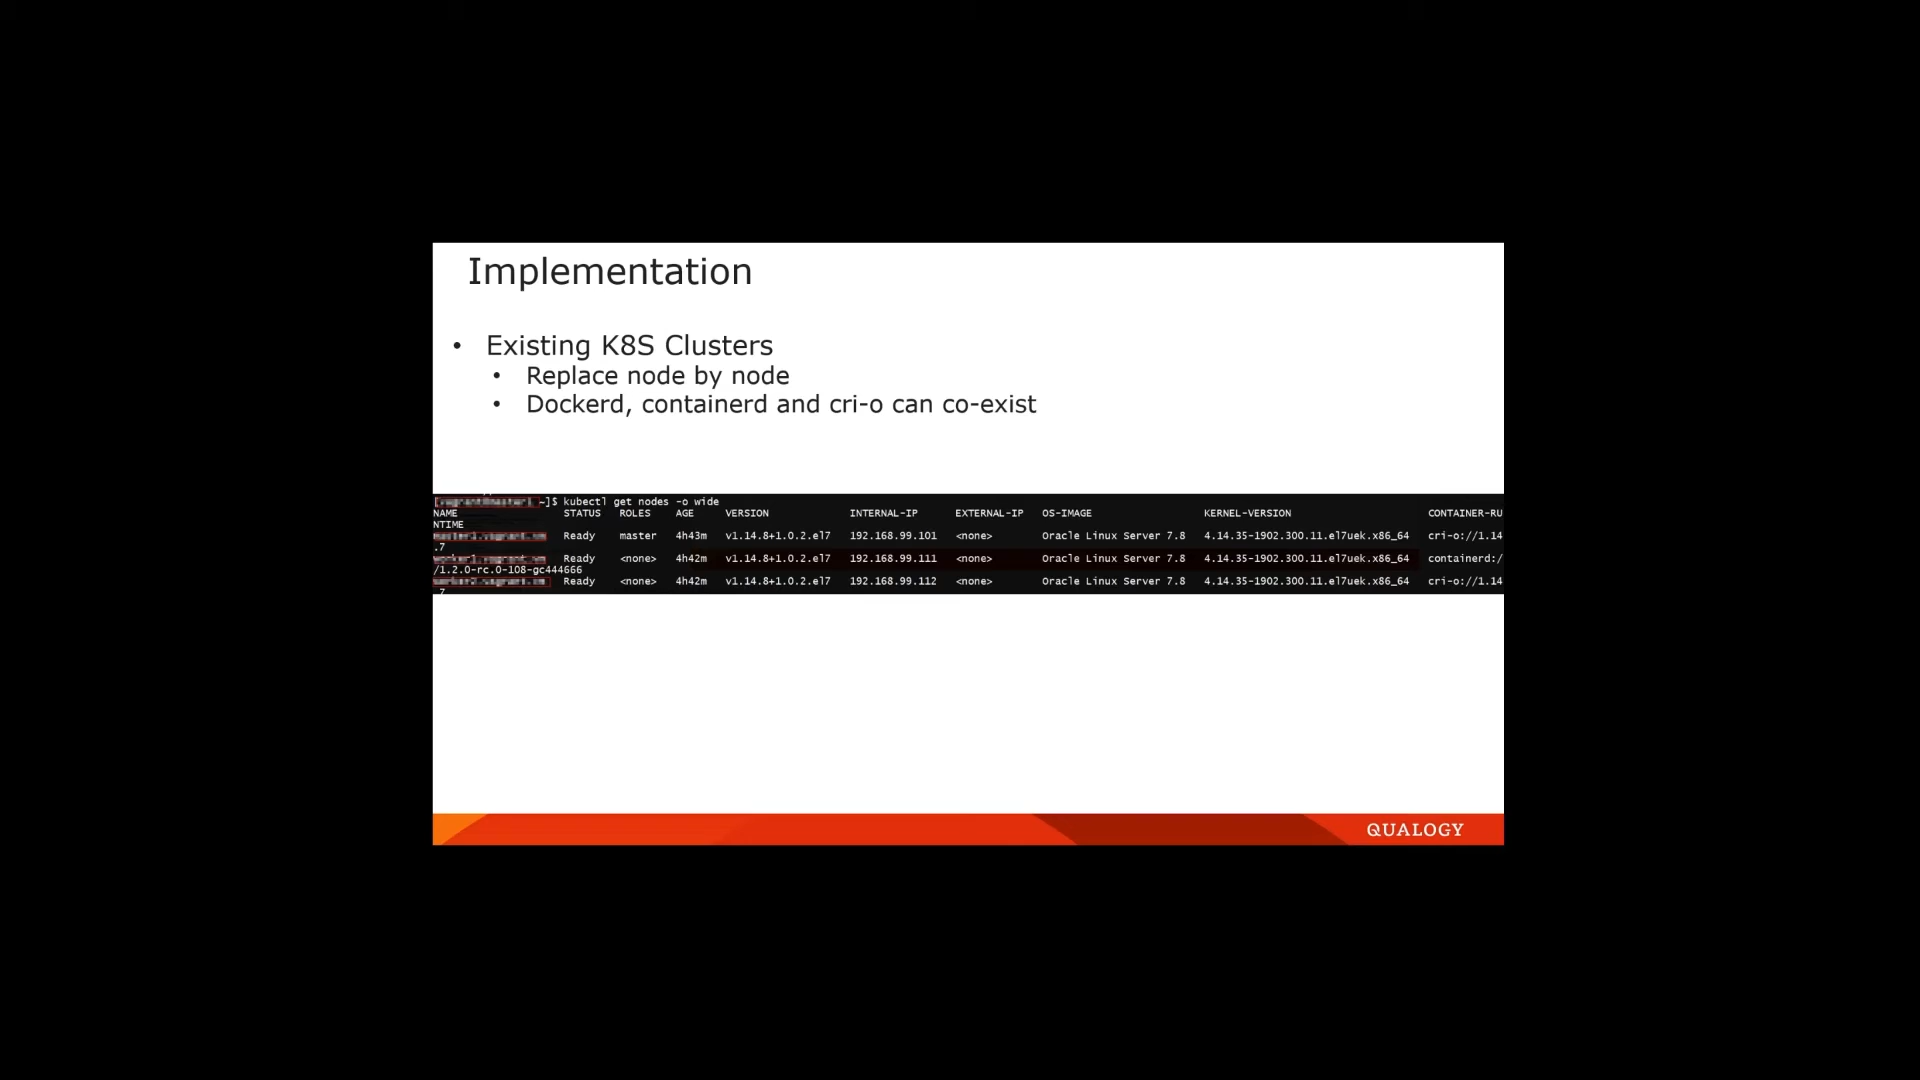 Implementation
• Existing K8S Clusters
• Replace node by node
• Dockerd, containerd and cri-o can co-exist
~]$ kubectl get nodes -o wide
NAME STATUS ROLES AGE VERSION INTERNAL-IP EXTERNAL-IP OS-IMAGE KERNEL-VERSION CONTAINER-RU
NTIME
Ready master 4h43m v1.14.8+1.0.2.el7 192.168.99.101 <none> Oracle Linux Server 7.8 4.14.35-1902.300.11.el7uek.x86_64 cri-o://1.14
.7
Ready <none> 4h42m v1.14.8+1.0.2.el7 192.168.99.111 <none> Oracle Linux Server 7.8 4.14.35-1902.300.11.el7uek.x86_64 containerd:/
/1.2.0-rc.0-108-gc444666
Ready <none> 4h42m v1.14.8+1.0.2.el7 192.168.99.112 <none> Oracle Linux Server 7.8 4.14.35-1902.300.11.el7uek.x86_64 cri-o://1.14
.7
QUALOGY